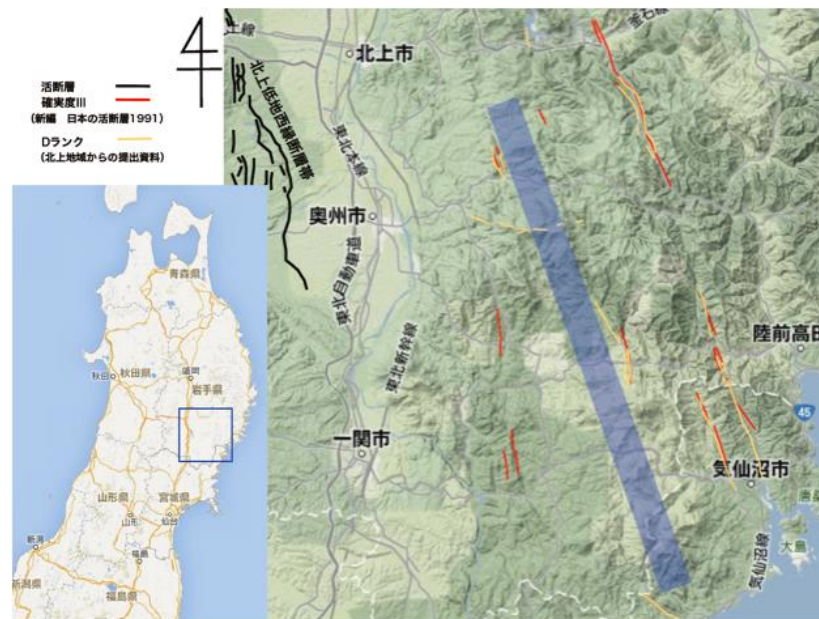 活断層
確実度III
(新編 日本の活断層1991)
Dランク
(北上地域からの提出資料)
上線
北上市
釜石線
北上低地西縁断層帯
東北本線
奥州市
東北自動車道
東北新幹線
陸前高田
45
一関市
気仙沼市
唐桑
大島
気仙沼線
青森県
秋田
秋田県
盛岡
岩手県
山形県
宮城県
山形
仙台
新潟
福島
新潟県
福島県